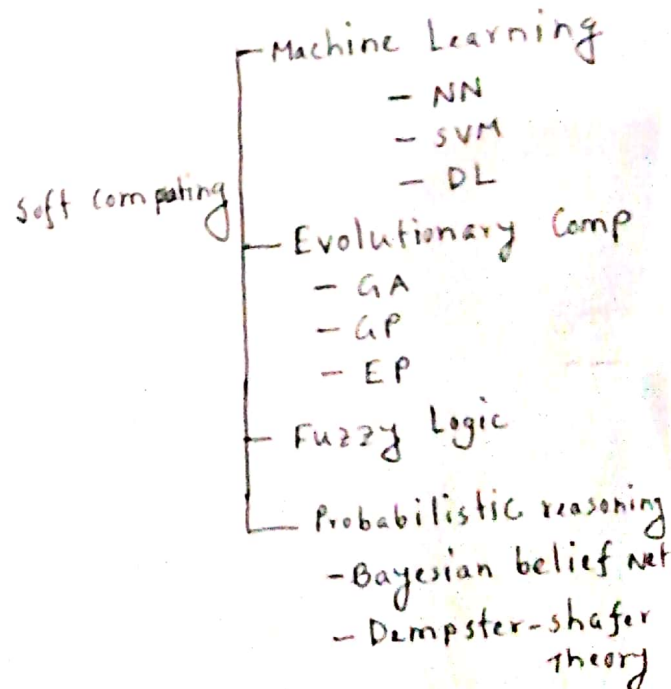 Machine Learning
- NN
- SVM
- DL
Soft Computing
Evolutionary Comp
- GA
- GP
- EP
Fuzzy Logic
Probabilistic reasoning
- Bayesian belief Net
- Dempster-shafer
Theory